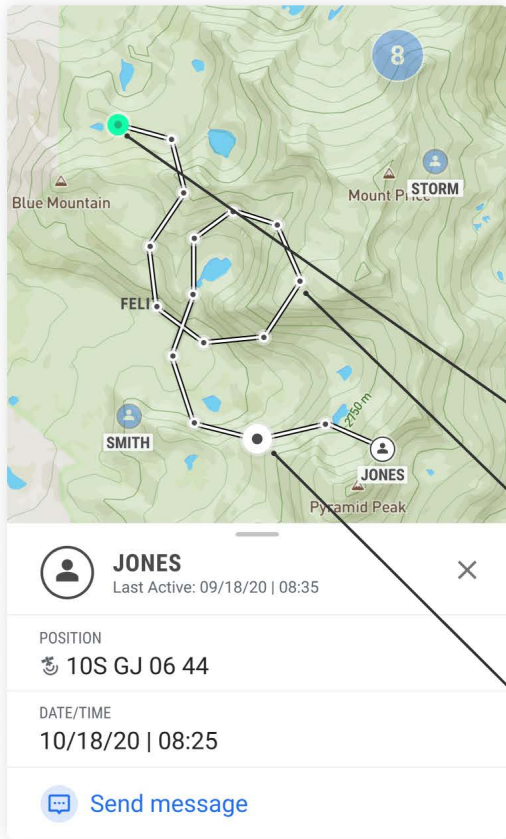 8
STORM
Mount P
Blue Mountain
FELI
2750 m
SMITH
JONES
Pyramid Peak
JONES
Last Active: 09/18/20 | 08:35
POSITION
10S GJ 06 44
DATE/TIME
10/18/20 | 08:25
Send message